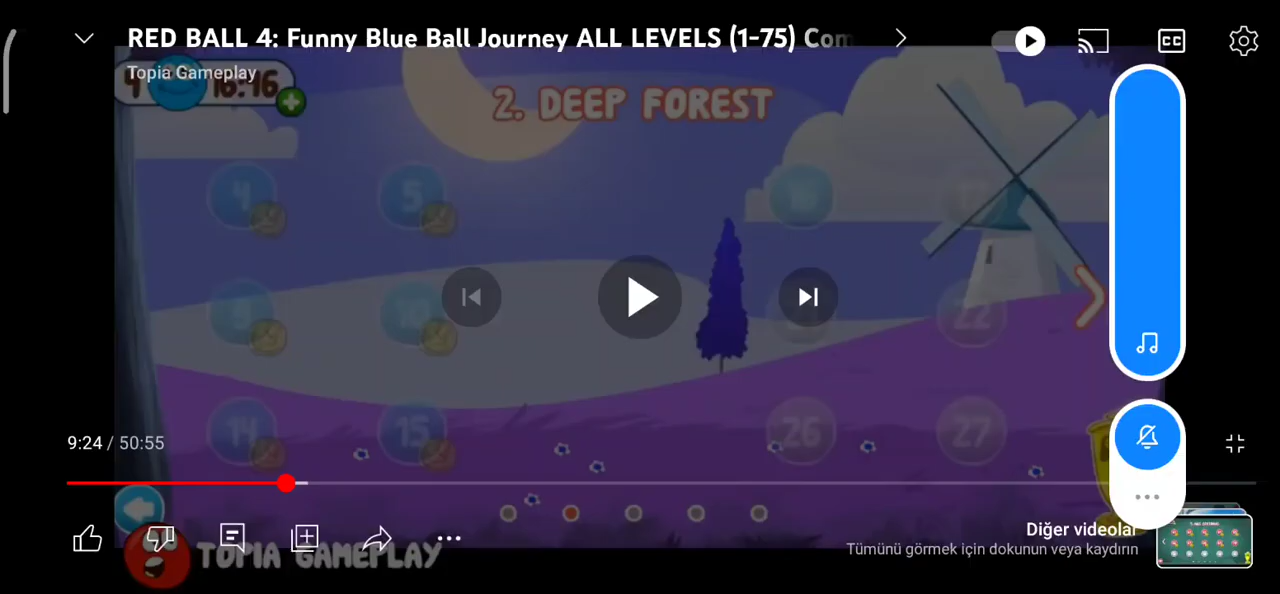 RED BALL 4: Funny Blue Ball Journey ALL LEVELS (1-75) Com
Topia Gameplay
CC
16:16
2. DEEP FOREST
4 5 16
22
14 15 26 27
9:24 / 50:55
Diğer videolar
Tümünü görmek için dokunun veya kaydırın
TOPIA GAMEPLAY